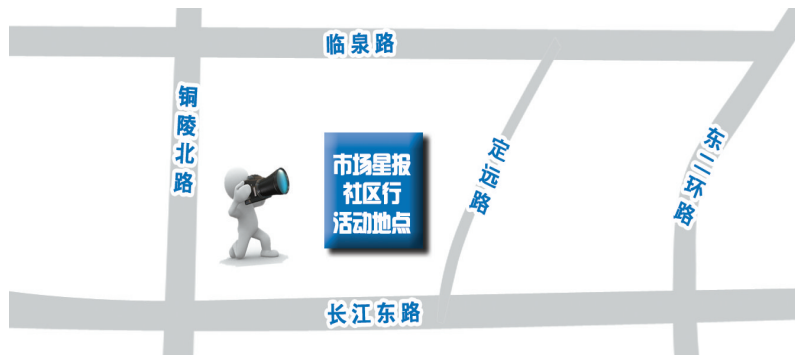 临泉路
铜陵北路
市场星报
社区行
活动地点
定远路
东二环路
长江东路